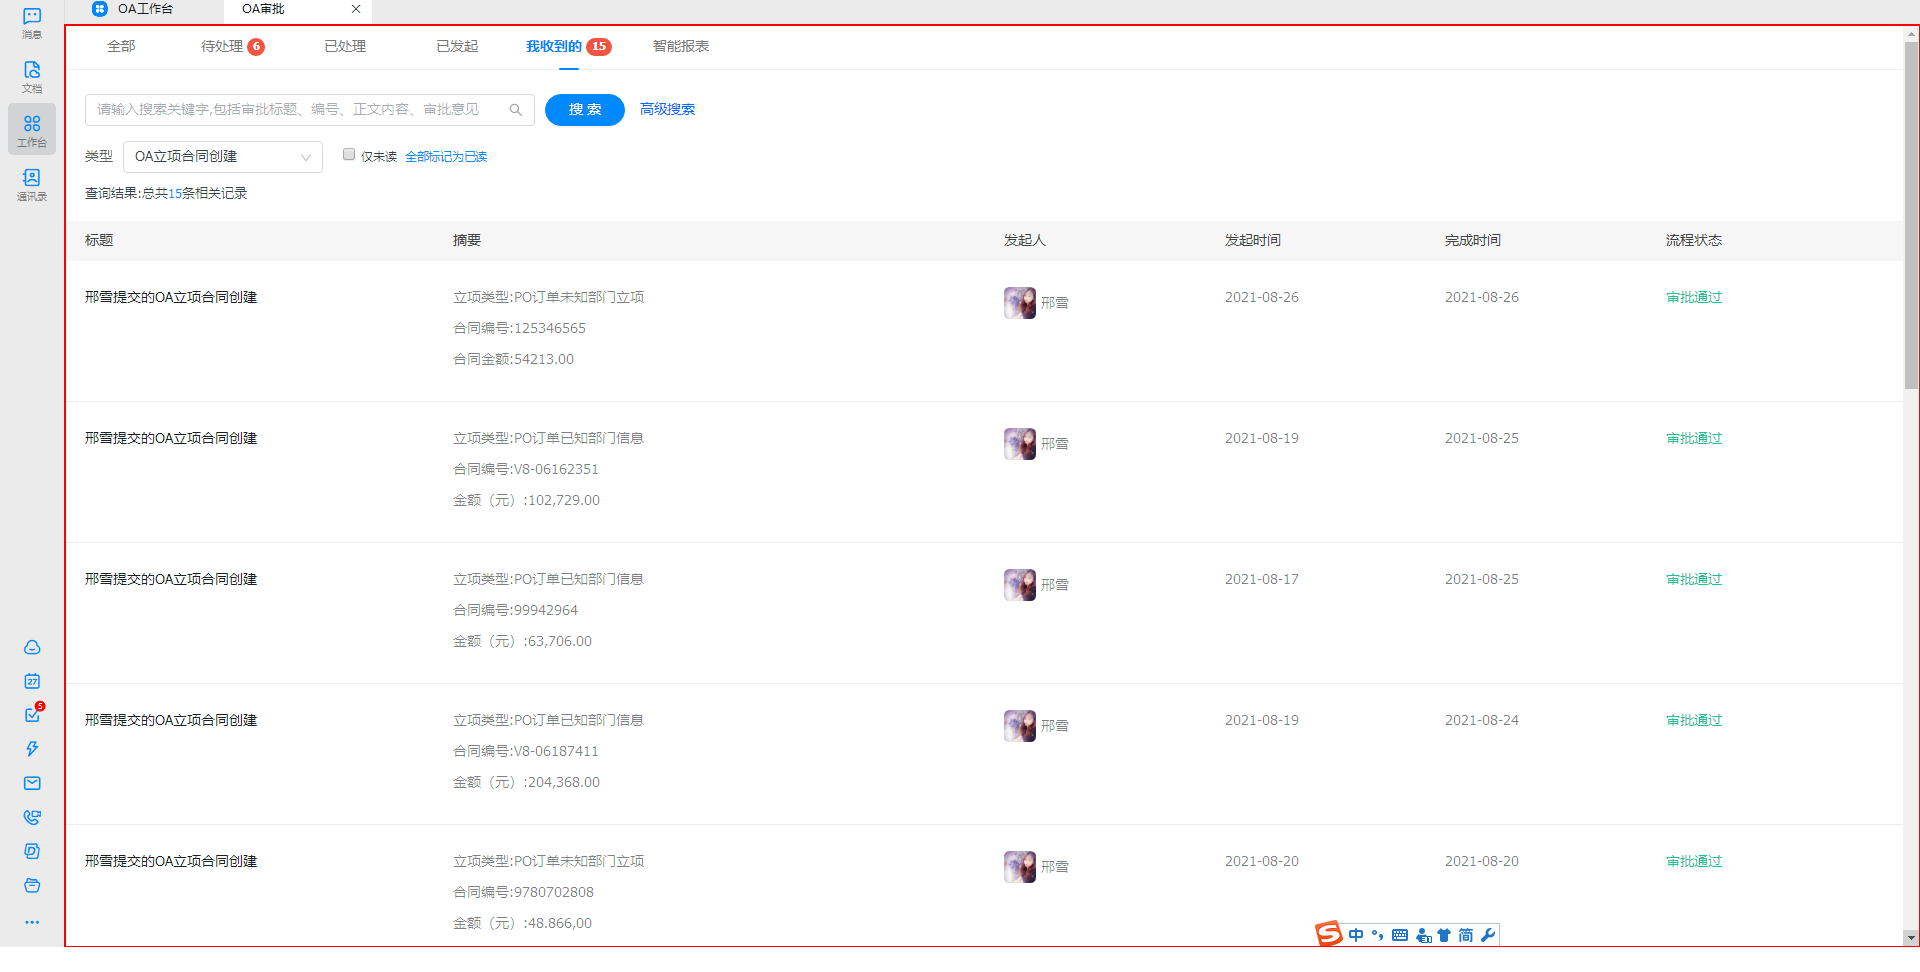 OA工作台
OA审批
消息
文档
工作台
通讯录
27
5
全部
待处理 6
已处理
已发起
我收到的 15
智能报表
请输入搜索关键字,包括审批标题、编号、正文内容、审批意见
搜 索
高级搜索
类型
OA立项合同创建
仅未读
全部标记为已读
查询结果:总共15条相关记录
标题
摘要
发起人
发起时间
完成时间
流程状态
邢雪提交的OA立项合同创建
立项类型:PO订单未知部门立项
合同编号:125346565
合同金额:54213.00
邢雪
2021-08-26
2021-08-26
审批通过
邢雪提交的OA立项合同创建
立项类型:PO订单已知部门信息
合同编号:V8-06162351
金额（元）:102,729.00
邢雪
2021-08-19
2021-08-25
审批通过
邢雪提交的OA立项合同创建
立项类型:PO订单已知部门信息
合同编号:99942964
金额（元）:63,706.00
邢雪
2021-08-17
2021-08-25
审批通过
邢雪提交的OA立项合同创建
立项类型:PO订单已知部门信息
合同编号:V8-06187411
金额（元）:204,368.00
邢雪
2021-08-19
2021-08-24
审批通过
邢雪提交的OA立项合同创建
立项类型:PO订单未知部门立项
合同编号:9780702808
金额（元）:48.866,00
邢雪
2021-08-20
2021-08-20
审批通过
S 中 °, 简